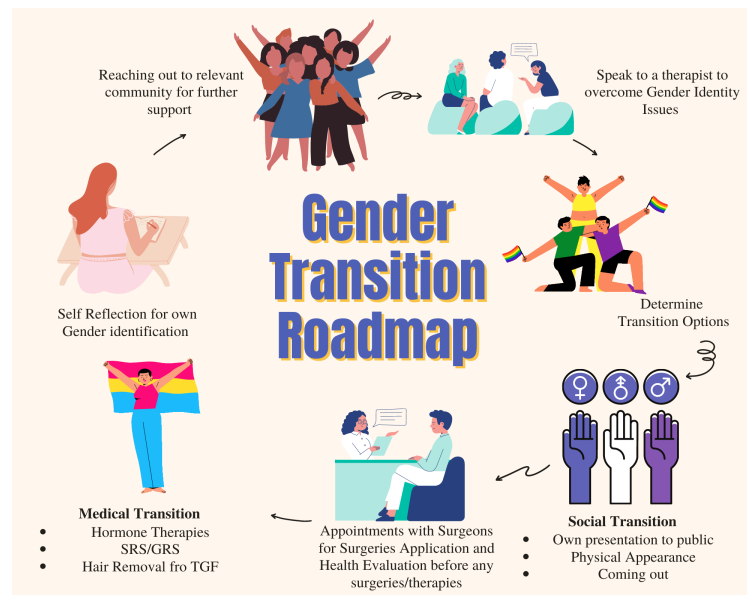 Reaching out to relevant
community for further
support
Speak to a therapist to
overcome Gender Identity
Issues
Gender
Transition
Roadmap
Self Reflection for own
Gender identification
Determine
Transition Options
Medical Transition
• Hormone Therapies
• SRS/GRS
• Hair Removal fro TGF
Appointments with Surgeons
for Surgeries Application and
Health Evaluation before any
surgeries/therapies
Social Transition
• Own presentation to public
• Physical Appearance
• Coming out